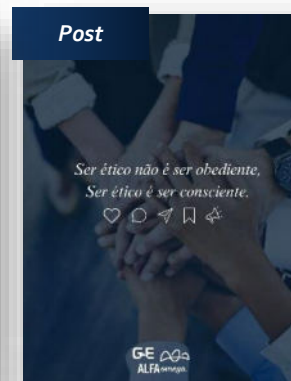 Post
Ser ético não é ser obediente,
Ser ético é ser consciente.
GE
ALFA